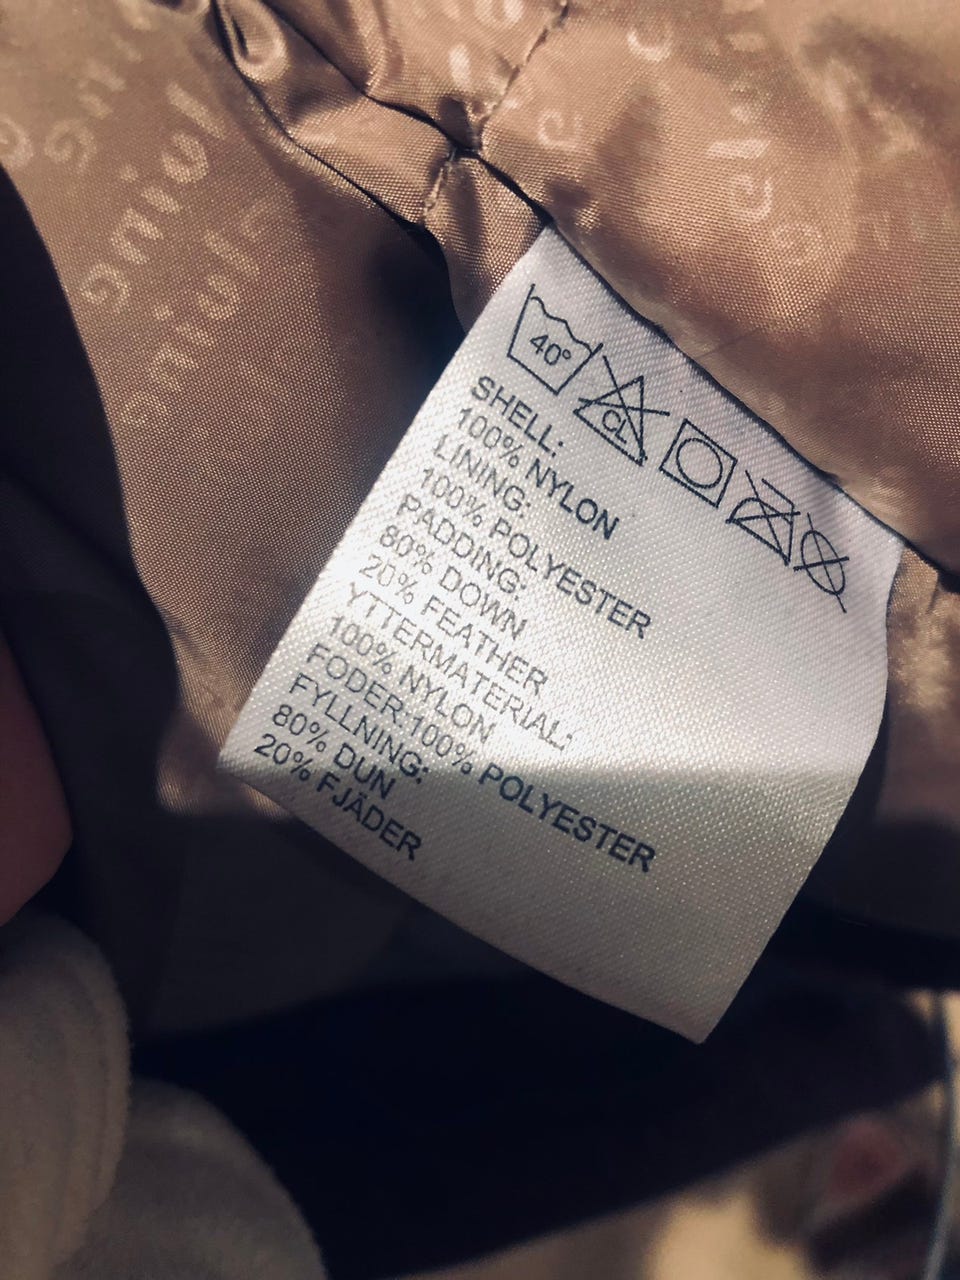 40°
CL
SHELL:
100% NYLON
LINING:
100% POLYESTER
PADDING:
80% DOWN
20% FEATHER
YTTERMATERIAL:
100% NYLON
FODER:100% POLYESTER
FYLLNING:
80% DUN
20% FJÄDER